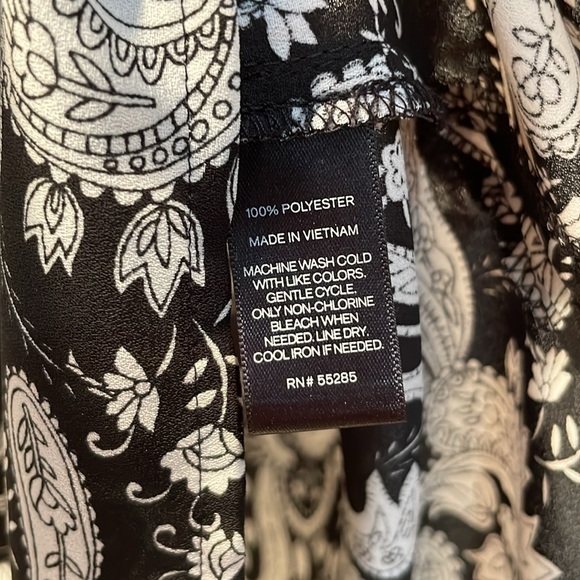 100% POLYESTER
MADE IN VIETNAM
MACHINE WASH COLD
WITH LIKE COLORS.
GENTLE CYCLE.
ONLY NON-CHLORINE
BLEACH WHEN
NEEDED. LINE DRY.
COOL IRON IF NEEDED.
RN# 55285